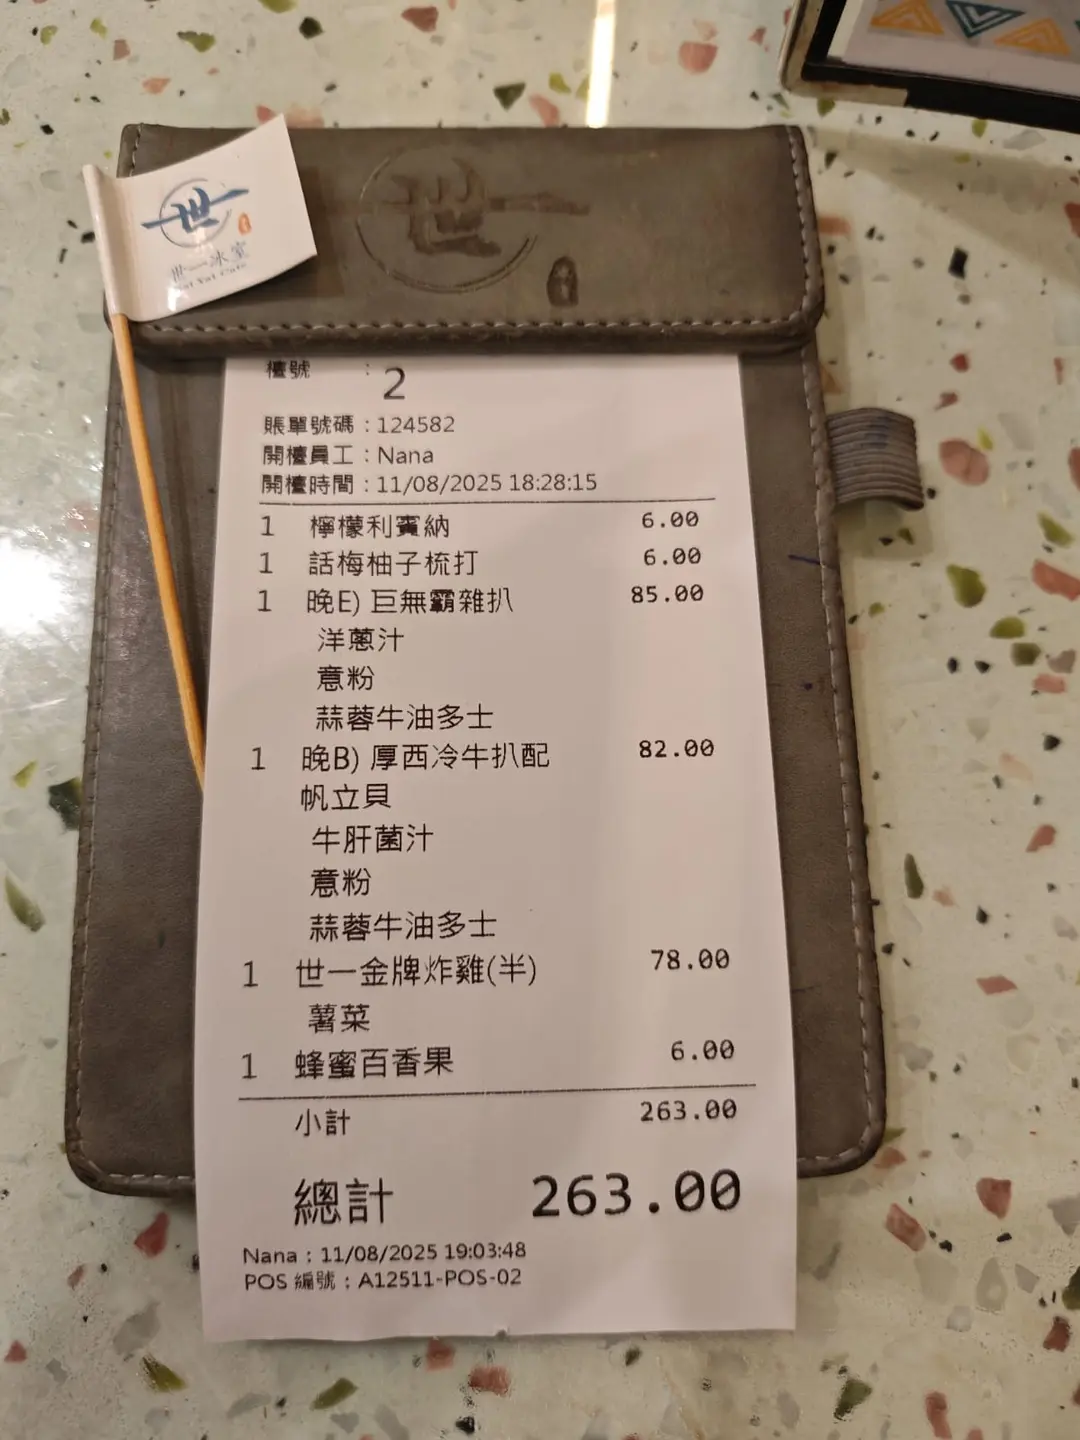 世
世一冰室
Sai Yat Cafe
世
檯號 : 2
賬單號碼 : 124582
開檯員工 : Nana
開檯時間 : 11/08/2025 18:28:15
1 檸檬利賓納 6.00
1 話梅柚子梳打 6.00
1 晚E) 巨無霸雜扒 85.00
洋蔥汁
意粉
蒜蓉牛油多士
1 晚B) 厚西冷牛扒配 82.00
帆立貝
牛肝菌汁
意粉
蒜蓉牛油多士
1 世一金牌炸雞(半) 78.00
薯菜
1 蜂蜜百香果 6.00
小計 263.00
總計 263.00
Nana : 11/08/2025 19:03:48
POS 編號 : A12511-POS-02